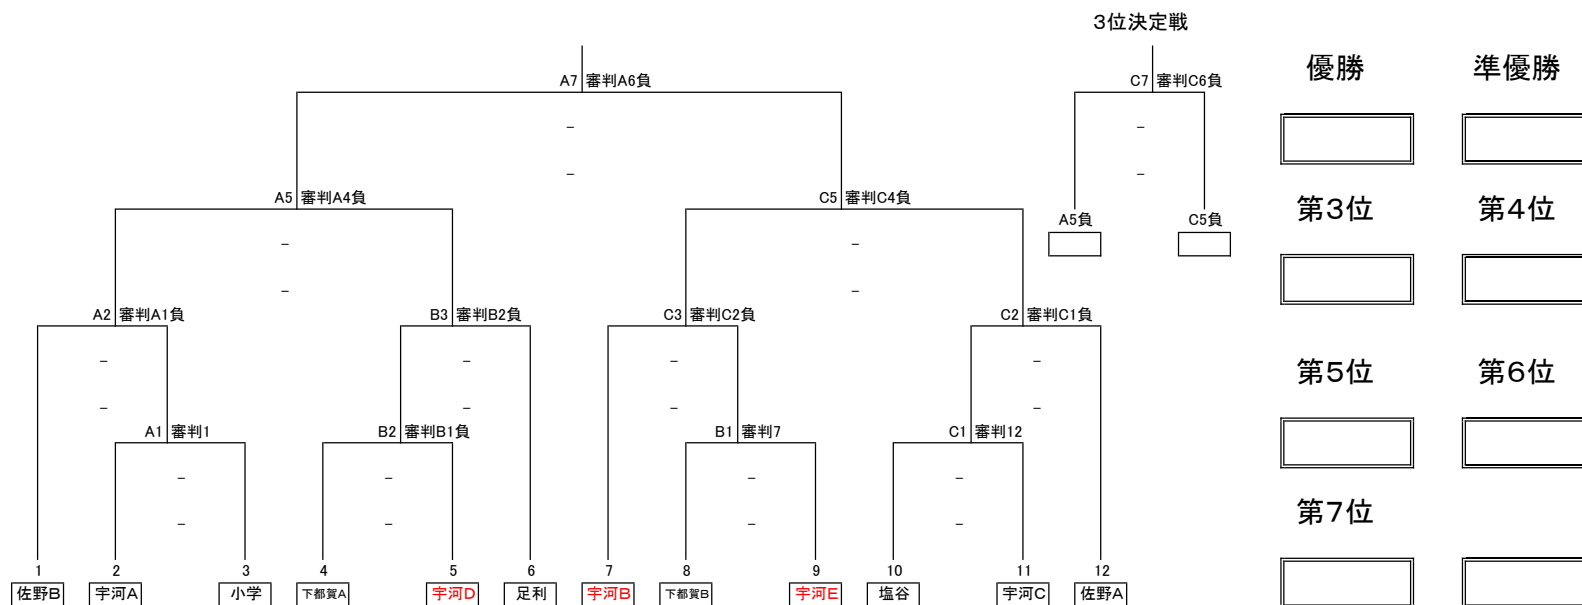 3位決定戦
A7 審判A6負
C7 審判C6負
優勝 準優勝
–
–
–
–
A5 審判A4負
C5 審判C4負
A5負 C5負
第3位 第4位
–
–
–
–
A2 審判A1負
B3 審判B2負
C3 審判C2負
C2 審判C1負
第5位 第6位
–
–
–
–
–
–
–
–
A1 審判1
B2 審判B1負
B1 審判7
C1 審判12
第7位
–
–
–
–
–
–
–
–
1 2 3 4 5 6 7 8 9 10 11 12
佐野B 宇河A 小学 下都賀A 宇河D 足利 宇河B 下都賀B 宇河E 塩谷 宇河C 佐野A